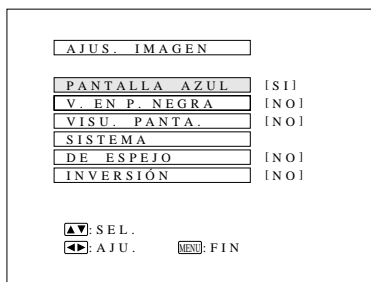 AJUS. IMAGEN
PANTALLA AZUL [SI]
V. EN P. NEGRA [NO]
VISU. PANTA. [NO]
SISTEMA
DE ESPEJO [NO]
INVERSIÓN [NO]
▲▼:SEL.
◀▶:AJU. MENU:FIN